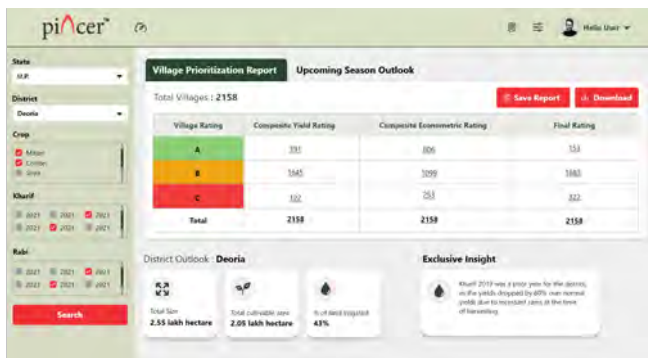 piΛcer™
Hello User
State
U.P.
District
Deoria
Crop
Kharif
2021 2021 2021
2021 2021 2021
Rabi
2021 2021 2021
2021 2021 2021
Search
Village Prioritization Report
Upcoming Season Outlook
Total Villages : 2158
Save Report
Download
Village Rating Composite Yield Rating Composite Econometric Rating Final Rating
A 391 806 153
B 1645 1099 1683
C 122 253 322
Total 2158 2158 2158
District Outlook : Deoria
Total Size
2.55 lakh hectare
Total cultivable area
2.05 lakh hectare
% of land irrigated
43%
Exclusive Insight
Kharif 2019 was a poor year for the district,
as the yields dropped by 60% over normal
yields due to incessant rains at the time
of harvesting